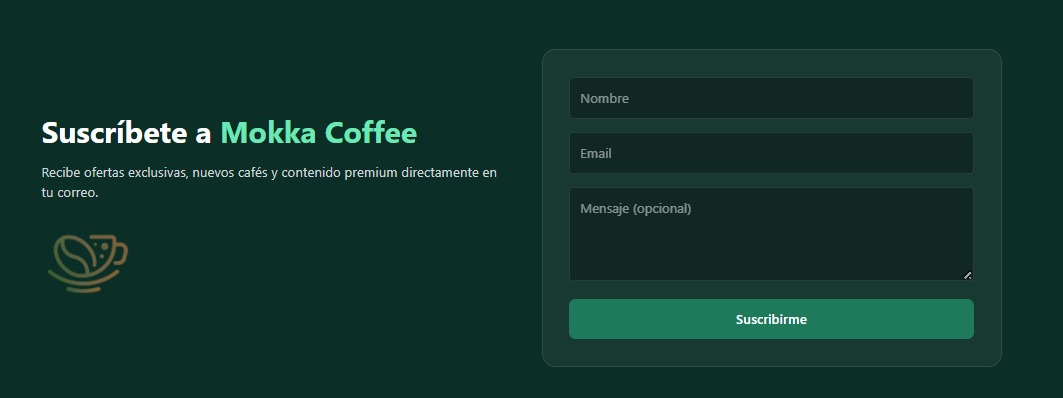 Suscríbete a Mokka Coffee
Recibe ofertas exclusivas, nuevos cafés y contenido premium directamente en
tu correo.
Nombre
Email
Mensaje (opcional)
Suscribirme